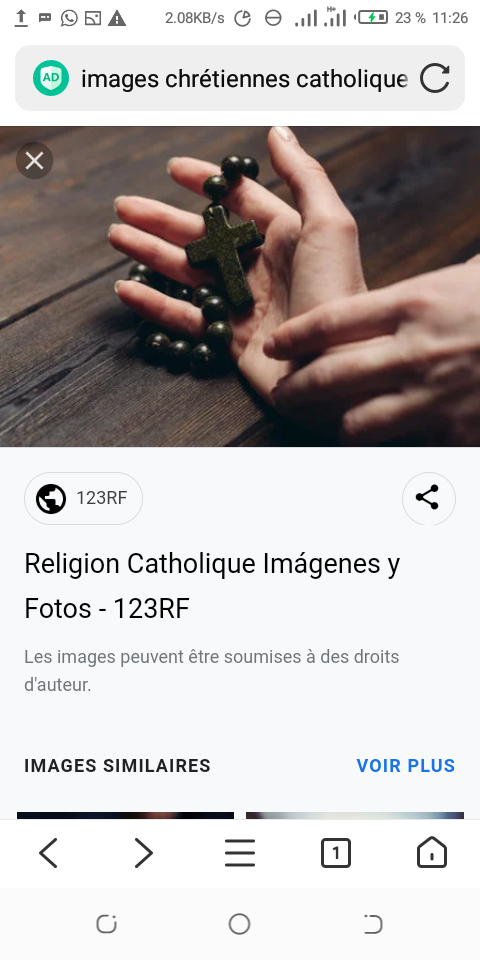 2.08KB/s H+ 23 % 11:26
AD images chrétiennes catholique
123RF
Religion Catholique Imágenes y
Fotos - 123RF
Les images peuvent être soumises à des droits
d'auteur.
IMAGES SIMILAIRES VOIR PLUS
1